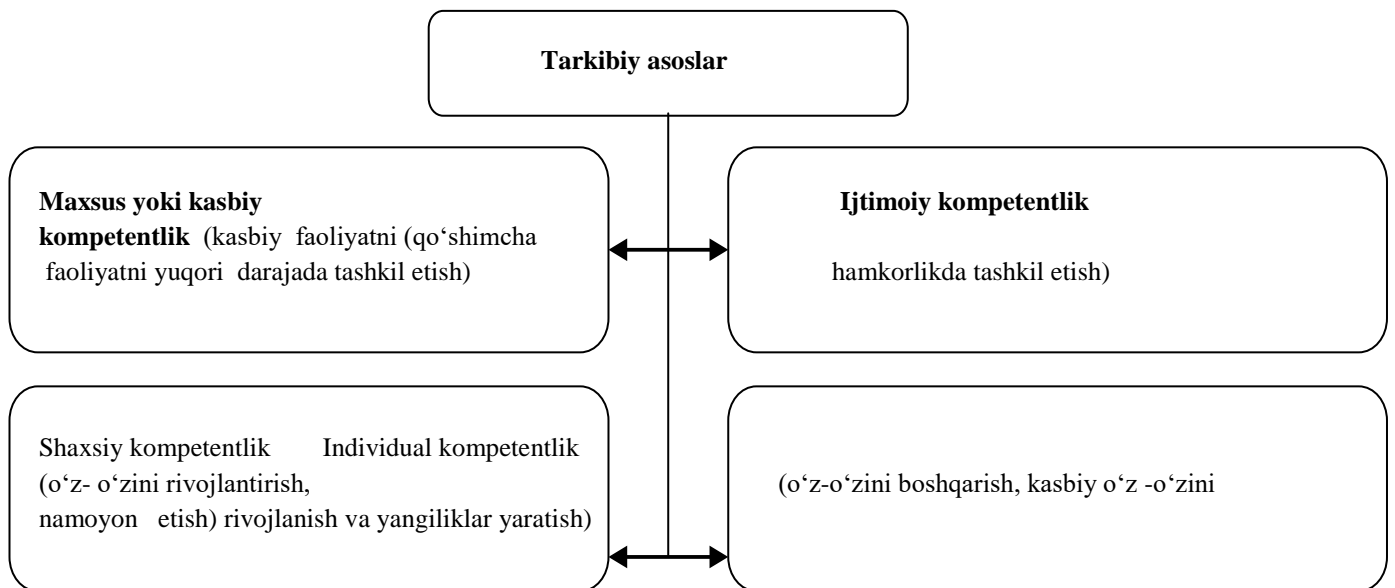 Tarkibiy asoslar
Maxsus yoki kasbiy
kompetentlik (kasbiy faoliyatni (qo‘shimcha
faoliyatni yuqori darajada tashkil etish)
Ijtimoiy kompetentlik
hamkorlikda tashkil etish)
Shaxsiy kompetentlik Individual kompetentlik
(o‘z- o‘zini rivojlantirish,
namoyon etish) rivojlanish va yangiliklar yaratish)
(o‘z-o‘zini boshqarish, kasbiy o‘z -o‘zini